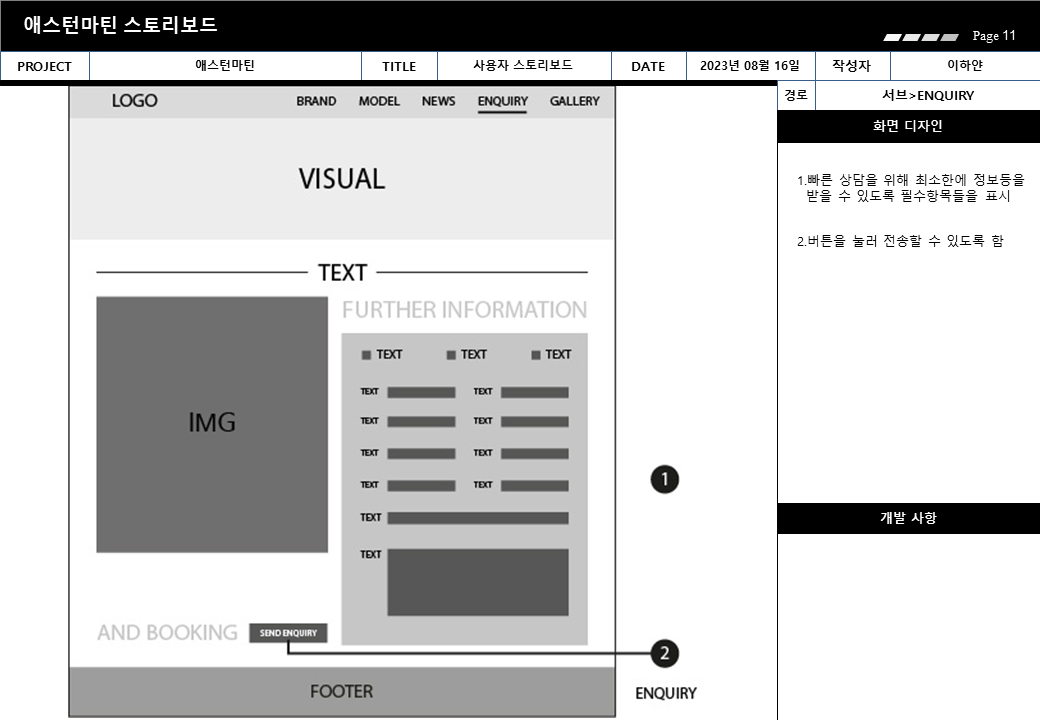 애스턴마틴 스토리보드
Page 11
PROJECT 애스턴마틴 TITLE 사용자 스토리보드 DATE 2023년 08월 16일 작성자 이하얀
경로 서브>ENQUIRY
LOGO BRAND MODEL NEWS ENQUIRY GALLERY
VISUAL
TEXT
IMG
FURTHER INFORMATION
TEXT TEXT TEXT
TEXT TEXT
TEXT TEXT
TEXT TEXT
TEXT TEXT
TEXT
TEXT
1
AND BOOKING SEND ENQUIRY
2
FOOTER
ENQUIRY
화면 디자인
1.빠른 상담을 위해 최소한에 정보등을
받을 수 있도록 필수항목들을 표시
2.버튼을 눌러 전송할 수 있도록 함
개발 사항